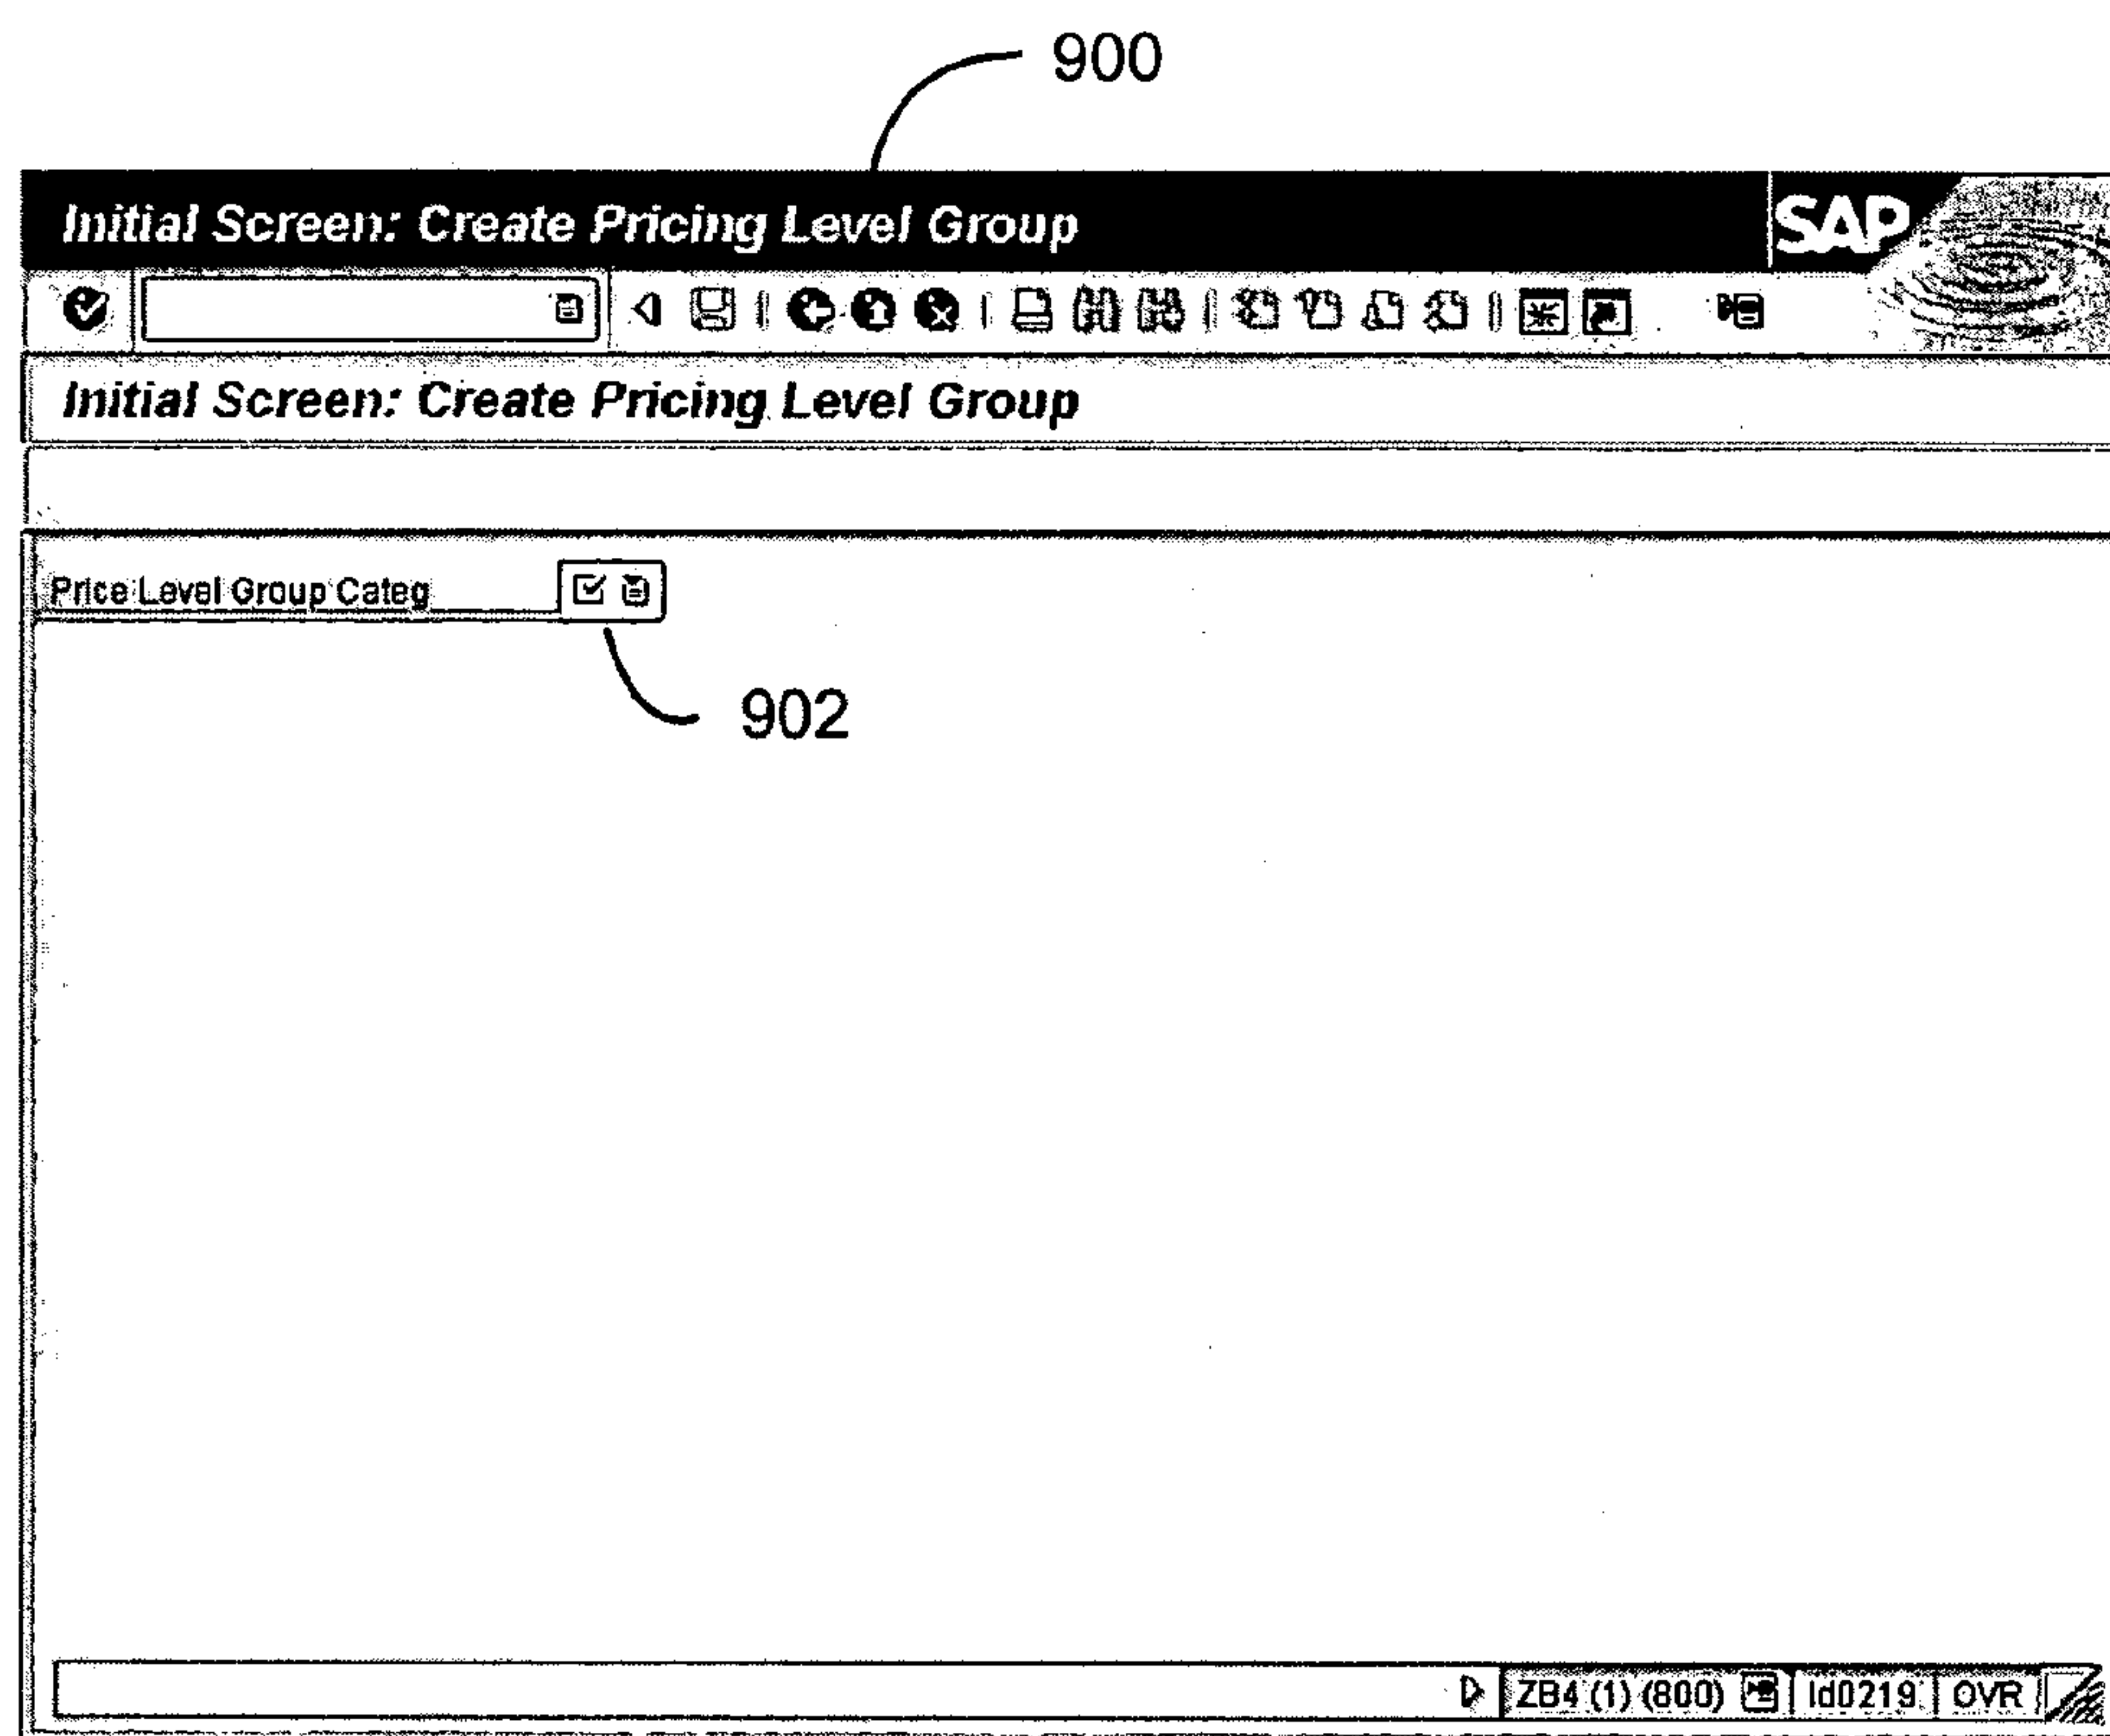 900
Initial Screen: Create Pricing Level Group
SAP
Initial Screen: Create Pricing Level Group
Price Level Group Categ
902
ZB4 (1) (800) ld0219 OVR